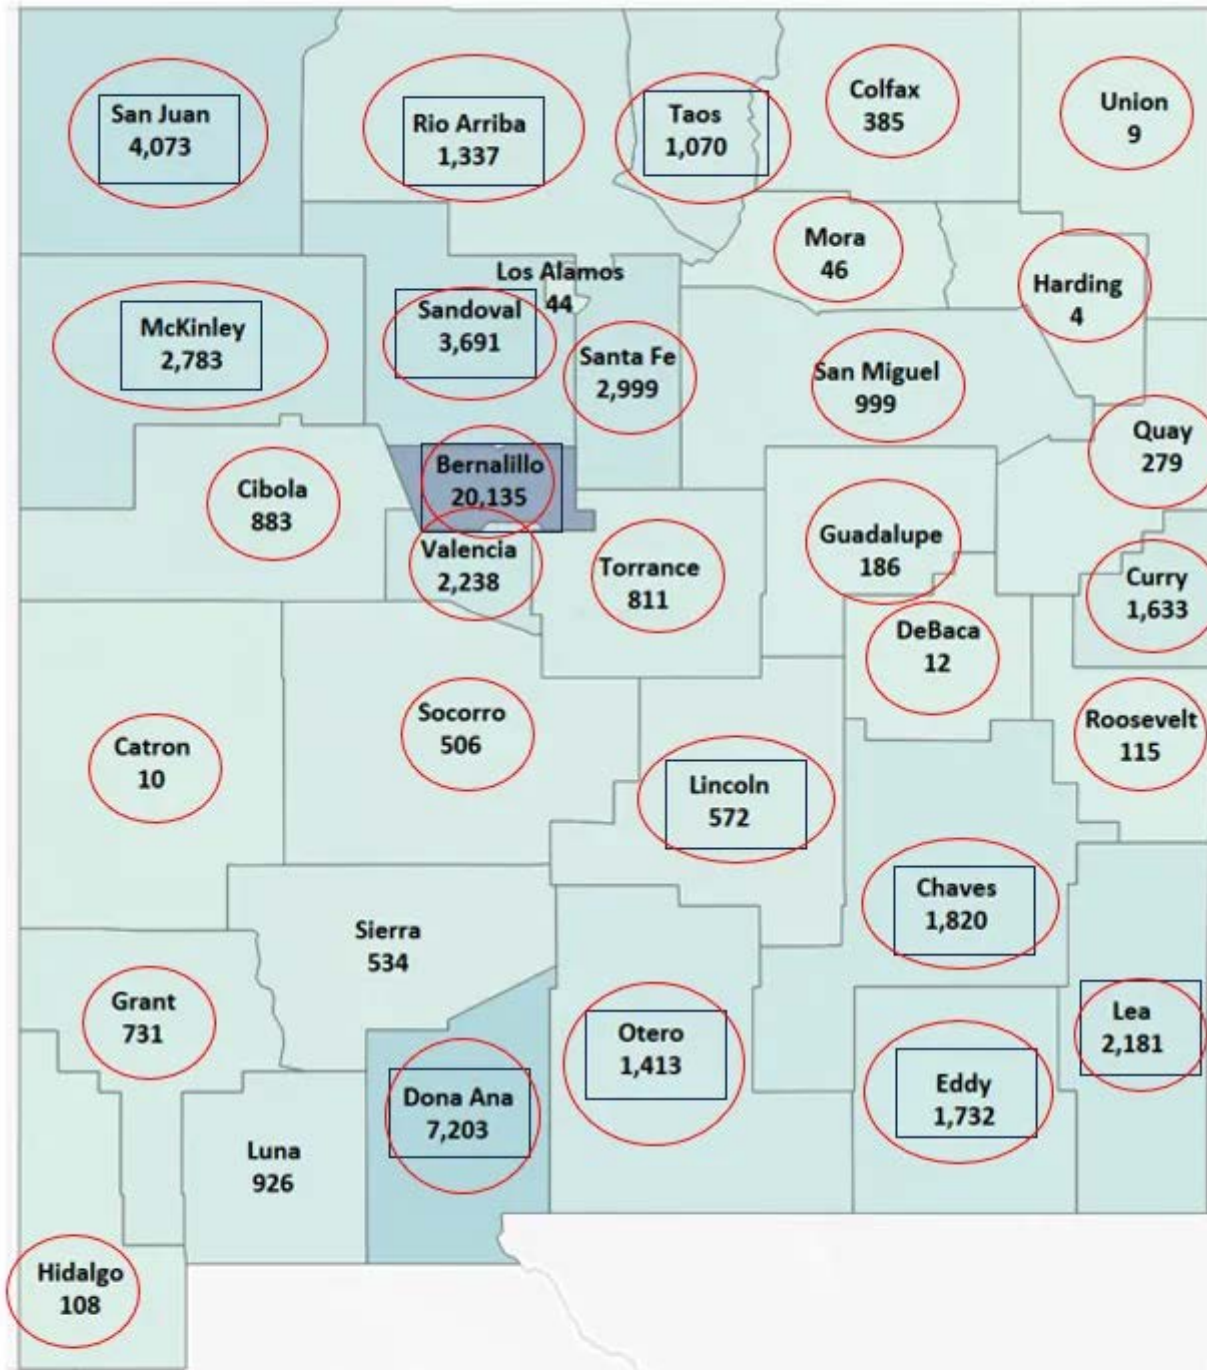 San Juan
4,073
Rio Arriba
1,337
Taos
1,070
Colfax
385
Union
9
Mora
46
Harding
4
Los Alamos
44
McKinley
2,783
Sandoval
3,691
Santa Fe
2,999
San Miguel
999
Quay
279
Bernalillo
20,135
Cibola
883
Valencia
2,238
Torrance
811
Guadalupe
186
Curry
1,633
DeBaca
12
Socorro
506
Roosevelt
115
Catron
10
Lincoln
572
Chaves
1,820
Sierra
534
Grant
731
Otero
1,413
Lea
2,181
Eddy
1,732
Dona Ana
7,203
Luna
926
Hidalgo
108